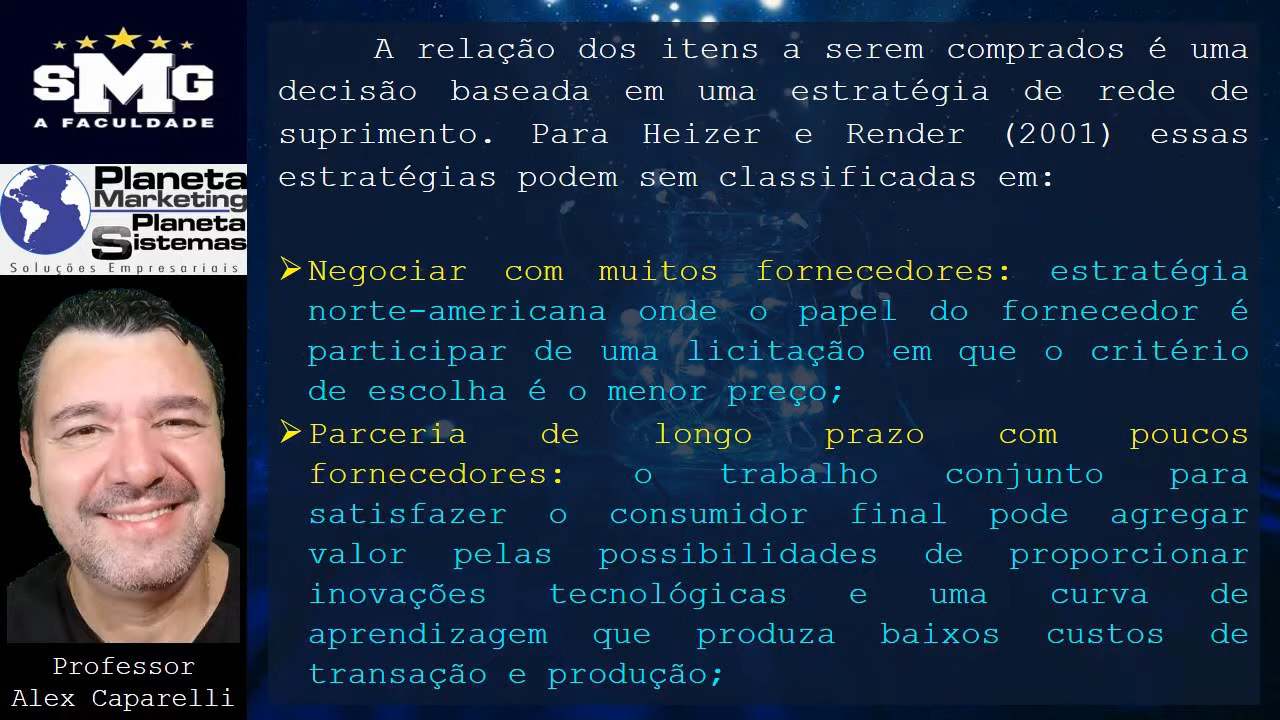 SMG
A FACULDADE
Planeta
Marketing
Planeta
Sistemas
Soluções Empresariais
Professor
Alex Caparelli
A relação dos itens a serem comprados é uma
decisão baseada em uma estratégia de rede de
suprimento. Para Heizer e Render (2001) essas
estratégias podem sem classificadas em:
➢Negociar com muitos fornecedores: estratégia
norte-americana onde o papel do fornecedor é
participar de uma licitação em que o critério
de escolha é o menor preço;
➢Parceria de longo prazo com poucos
fornecedores: o trabalho conjunto para
satisfazer o consumidor final pode agregar
valor pelas possibilidades de proporcionar
inovações tecnológicas e uma curva de
aprendizagem que produza baixos custos de
transação e produção;